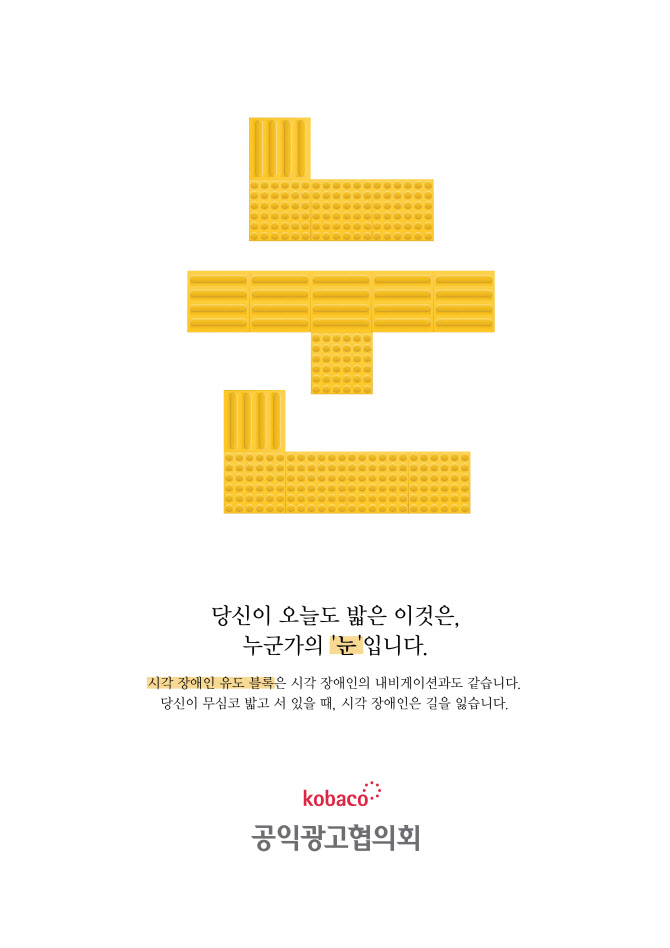 눈
당신이 오늘도 밟은 이것은,
누군가의 '눈'입니다.
시각 장애인 유도 블록은 시각 장애인의 내비게이션과도 같습니다.
당신이 무심코 밟고 서 있을 때, 시각 장애인은 길을 잃습니다.
kobaco
공익광고협의회